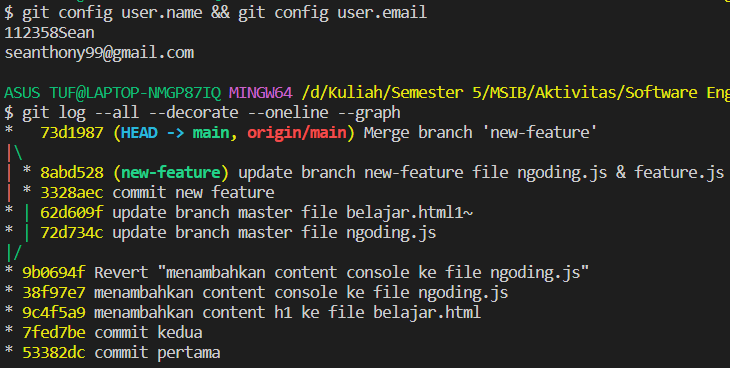 $ git config user.name && git config user.email
112358Sean
seanthony99@gmail.com
ASUS TUF@LAPTOP-NMGP87IQ MINGW64 /d/Kuliah/Semester 5/MSIB/Aktivitas/Software Eng
$ git log --all --decorate --oneline --graph
*   73d1987 (HEAD -> main, origin/main) Merge branch 'new-feature'
|\
| * 8abd528 (new-feature) update branch new-feature file ngoding.js & feature.js
| * 3328aec commit new feature
* | 62d609f update branch master file belajar.html1~
* | 72d734c update branch master file ngoding.js
|/
* 9b0694f Revert "menambahkan content console ke file ngoding.js"
* 38f97e7 menambahkan content console ke file ngoding.js
* 9c4f5a9 menambahkan content h1 ke file belajar.html
* 7fed7be commit kedua
* 53382dc commit pertama